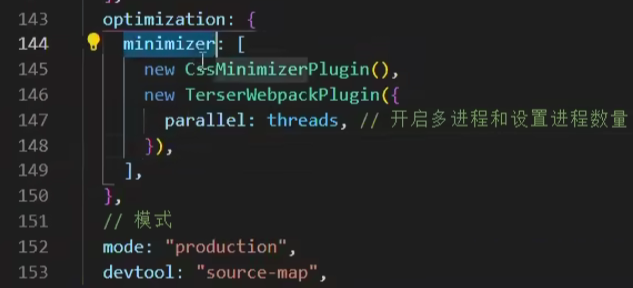 143 optimization: {
144 minimizer: [
145 new CssMinimizerPlugin(),
146 new TerserWebpackPlugin({
147 parallel: threads, // 开启多进程和设置进程数量
148 }),
149 ],
150 },
151 // 模式
152 mode: "production",
153 devtool: "source-map",